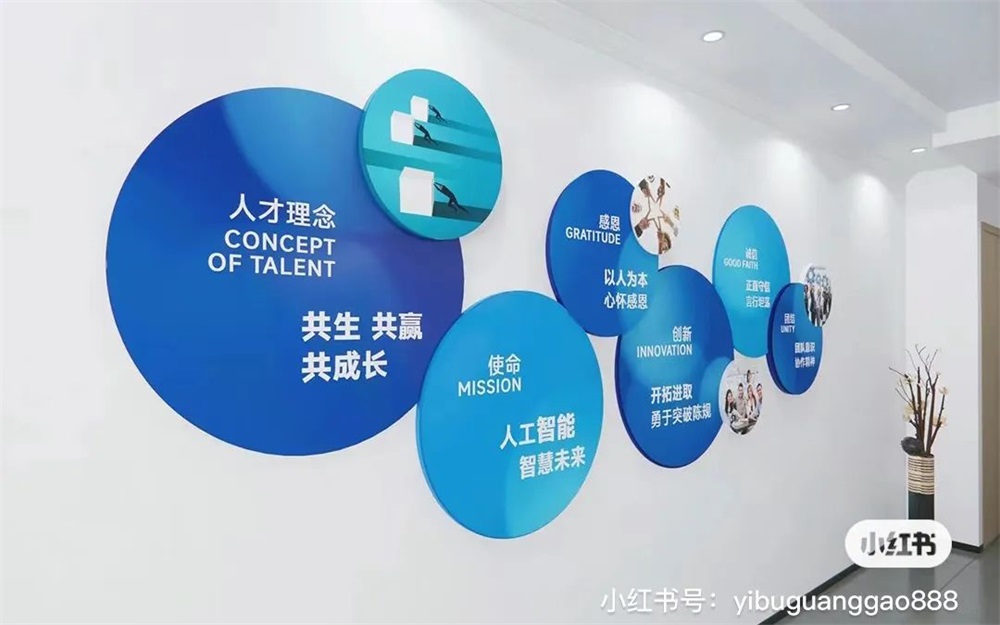 人才理念
CONCEPT
OF TALENT
共生 共赢
共成长
使命
MISSION
人工智能
智慧未来
感恩
GRATITUDE
以人为本
心怀感恩
创新
INNOVATION
开拓进取
勇于突破陈规
诚信
GOOD FAITH
正直守信
言行坦荡
团结
UNITY
团队意识
协作精神
小红书
小红书号：yibuguanggao888